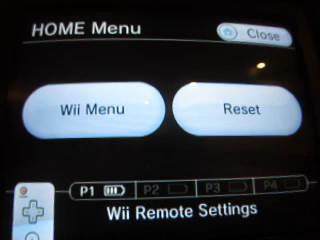 HOME Menu
Close
Wii Menu
Reset
P1 P2 P3 P4
Wii Remote Settings